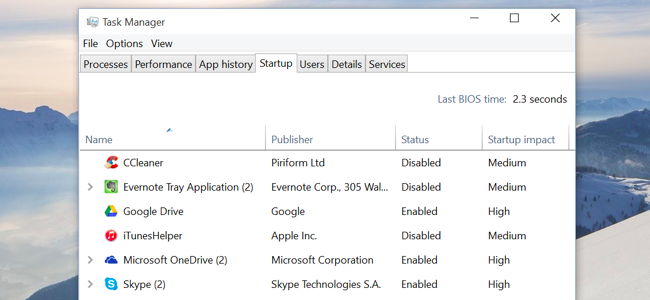 Task Manager
File Options View
Processes Performance App history Startup Users Details Services
Last BIOS time: 2.3 seconds
Name Publisher Status Startup impact
CCleaner Piriform Ltd Disabled Medium
Evernote Tray Application (2) Evernote Corp., 305 Wal... Disabled Medium
Google Drive Google Enabled High
iTunesHelper Apple Inc. Disabled Medium
Microsoft OneDrive (2) Microsoft Corporation Enabled High
Skype (2) Skype Technologies S.A. Enabled High